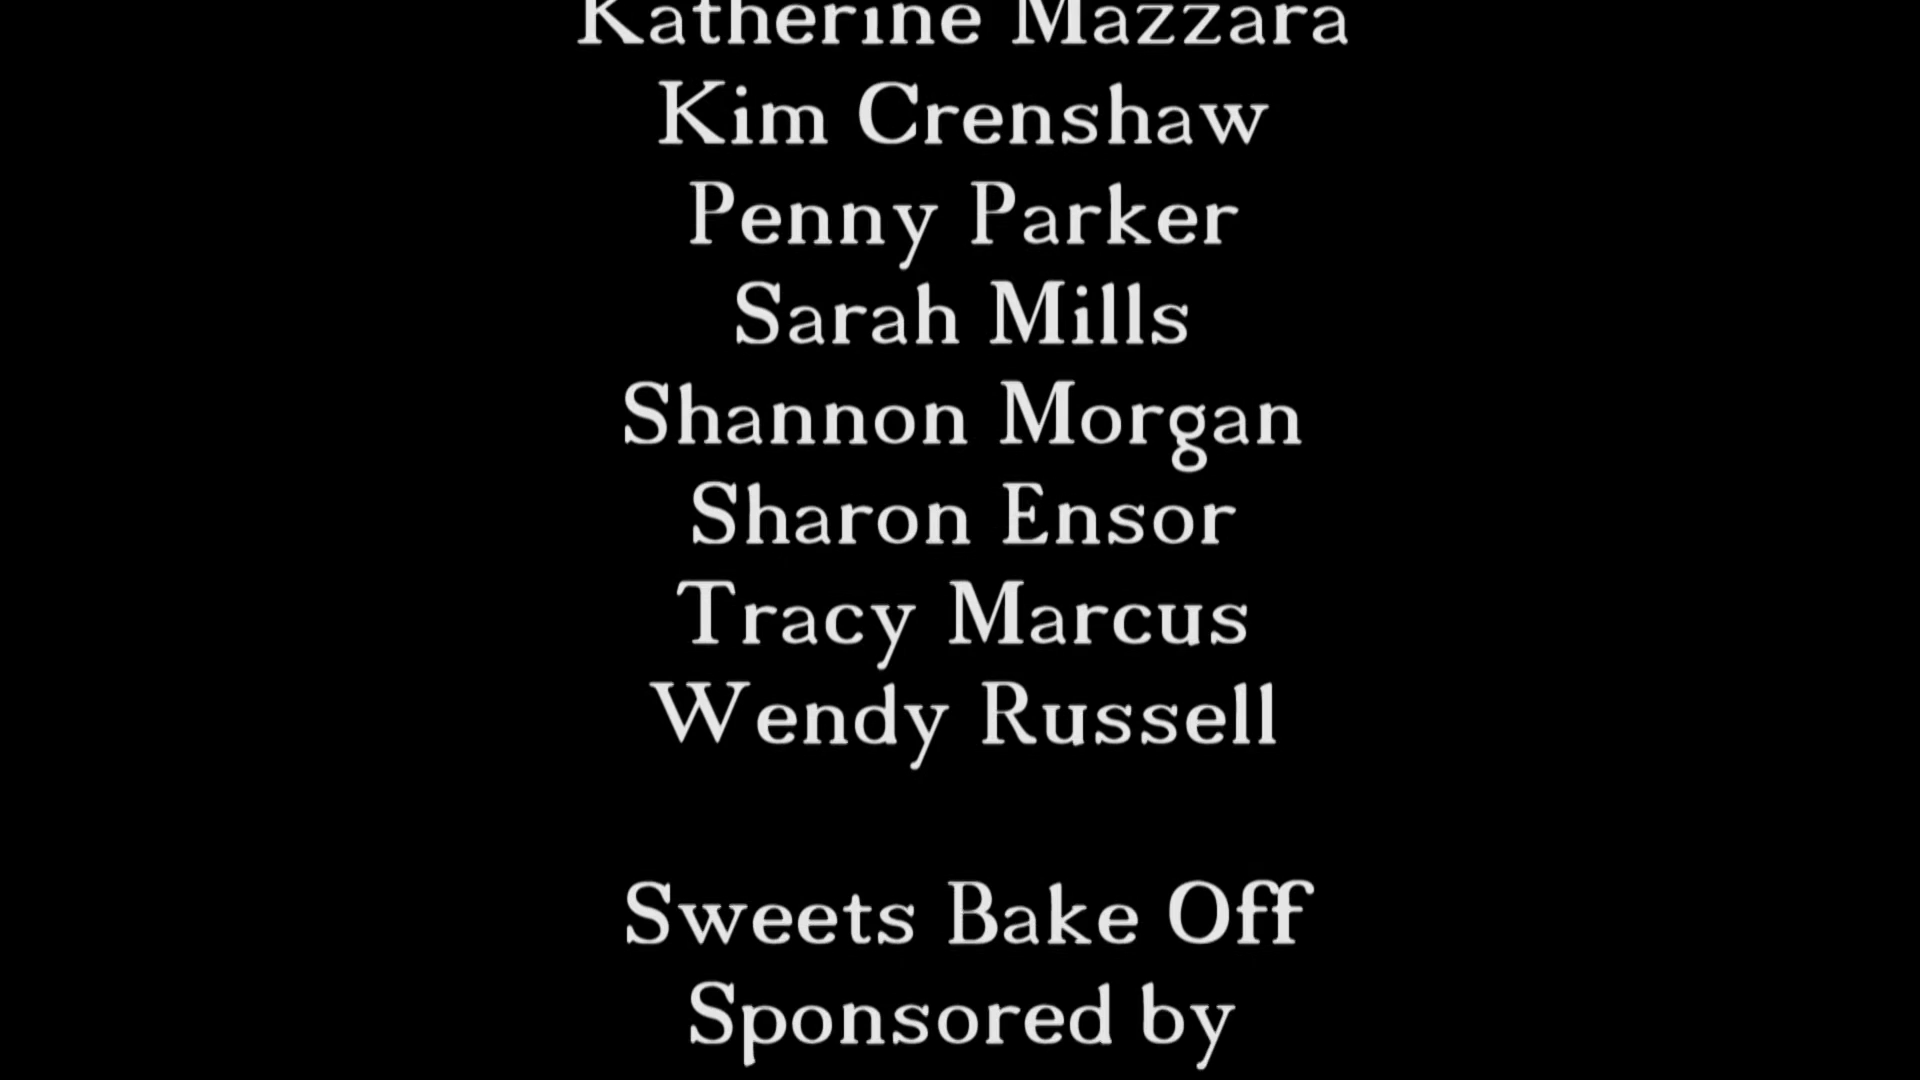 Katherine Mazzara
Kim Crenshaw
Penny Parker
Sarah Mills
Shannon Morgan
Sharon Ensor
Tracy Marcus
Wendy Russell
Sweets Bake Off
Sponsored by